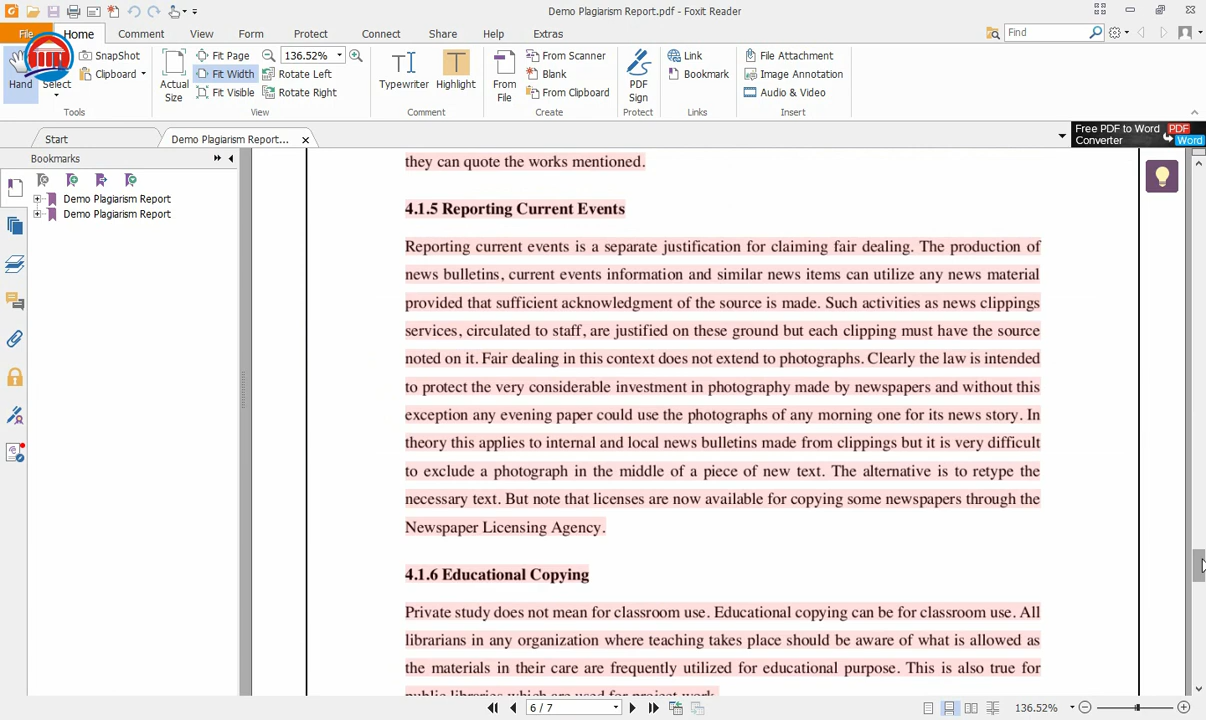 Demo Plagiarism Report.pdf - Foxit Reader
File Home Comment View Form Protect Connect Share Help Extras Find
Hand Select SnapShot Clipboard Actual Size Fit Page Fit Width Fit Visible 136.52% Rotate Left Rotate Right Typewriter Highlight From File From Scanner Blank From Clipboard PDF Sign Link Bookmark File Attachment Image Annotation Audio & Video
Tools View Comment Create Protect Links Insert
Start Demo Plagiarism Report...
Free PDF to Word Converter PDF Word
Bookmarks
Demo Plagiarism Report
Demo Plagiarism Report
they can quote the works mentioned.
4.1.5 Reporting Current Events
Reporting current events is a separate justification for claiming fair dealing. The production of
news bulletins, current events information and similar news items can utilize any news material
provided that sufficient acknowledgment of the source is made. Such activities as news clippings
services, circulated to staff, are justified on these ground but each clipping must have the source
noted on it. Fair dealing in this context does not extend to photographs. Clearly the law is intended
to protect the very considerable investment in photography made by newspapers and without this
exception any evening paper could use the photographs of any morning one for its news story. In
theory this applies to internal and local news bulletins made from clippings but it is very difficult
to exclude a photograph in the middle of a piece of new text. The alternative is to retype the
necessary text. But note that licenses are now available for copying some newspapers through the
Newspaper Licensing Agency.
4.1.6 Educational Copying
Private study does not mean for classroom use. Educational copying can be for classroom use. All
librarians in any organization where teaching takes place should be aware of what is allowed as
the materials in their care are frequently utilized for educational purpose. This is also true for
public libraries which are used for project work.
6 / 7 136.52%